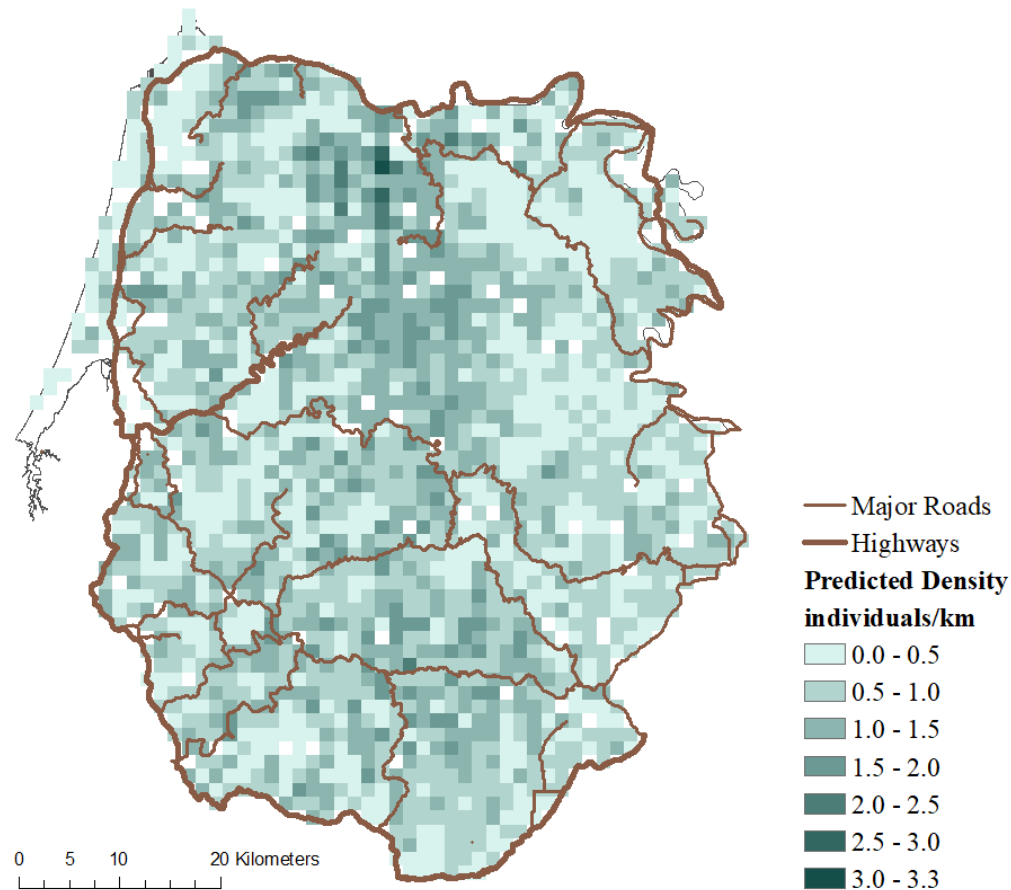 Major Roads
Highways
Predicted Density
individuals/km
0.0 - 0.5
0.5 - 1.0
1.0 - 1.5
1.5 - 2.0
2.0 - 2.5
2.5 - 3.0
3.0 - 3.3
0 5 10 20 Kilometers